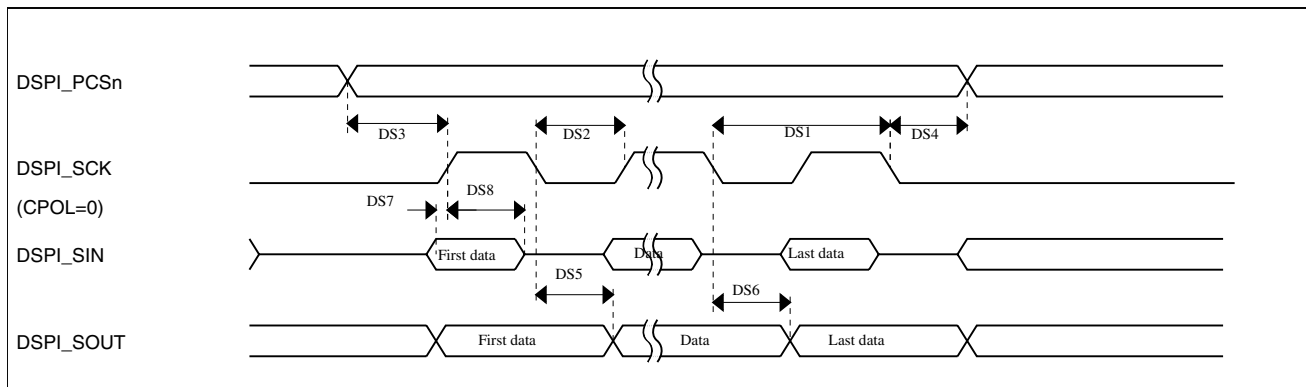 DSPI_PCSn
DS3
DS2
DS1
DS4
DSPI_SCK
(CPOL=0)
DS7
DS8
DSPI_SIN
First data
Data
Last data
DS5
DS6
DSPI_SOUT
First data
Data
Last data